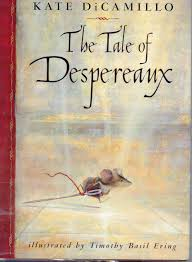 KATE DiCAMILLO
The Tale of
Despereaux
illustrated by Timothy Basil Ering